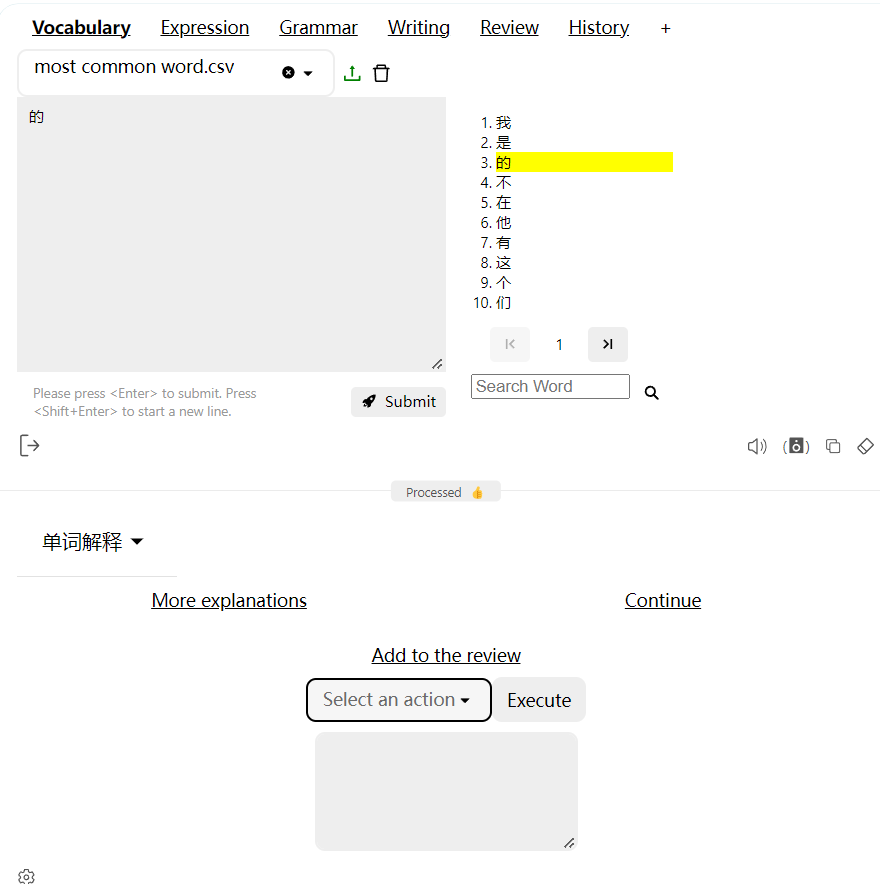 Vocabulary Expression Grammar Writing Review History +
most common word.csv
的
1. 我
2. 是
3. 的
4. 不
5. 在
6. 他
7. 有
8. 这
9. 个
10. 们
1
Search Word
Please press <Enter> to submit. Press
<Shift+Enter> to start a new line.
Submit
Processed 👍
单词解释
More explanations
Continue
Add to the review
Select an action
Execute